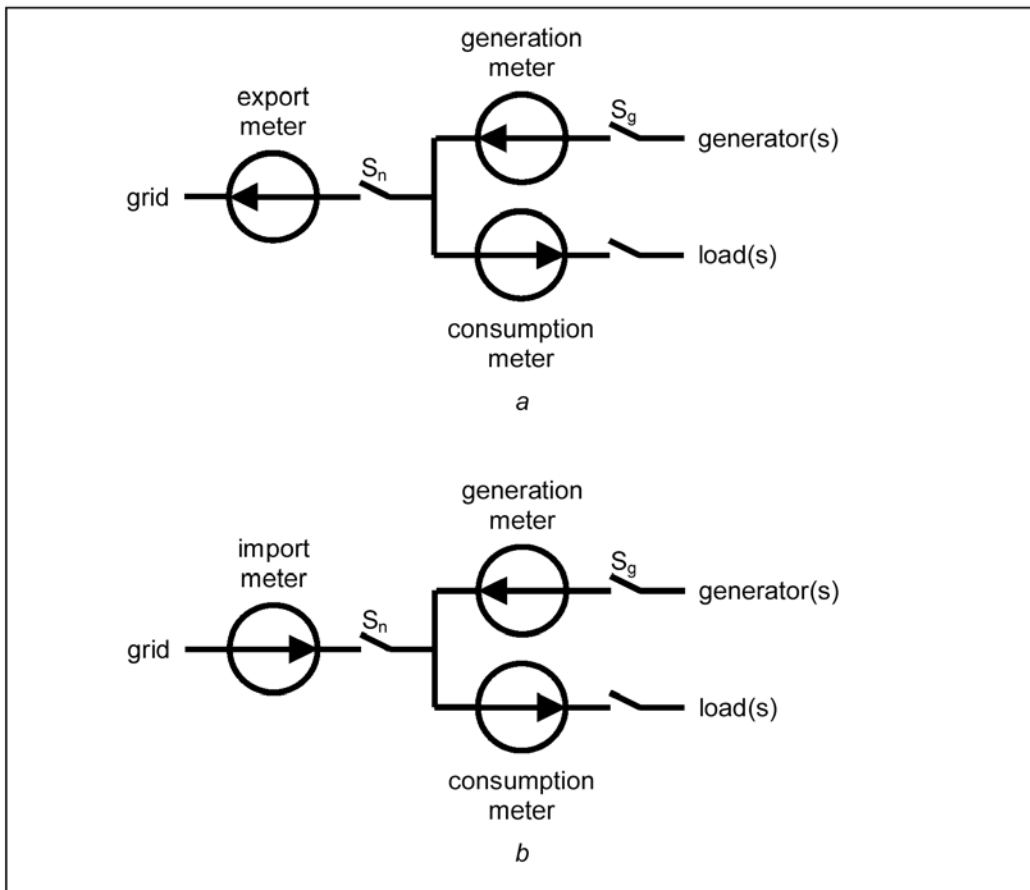 generation
meter
export
meter
S_g
generator(s)
S_n
grid
load(s)
consumption
meter
a
generation
meter
import
meter
S_g
generator(s)
S_n
grid
load(s)
consumption
meter
b